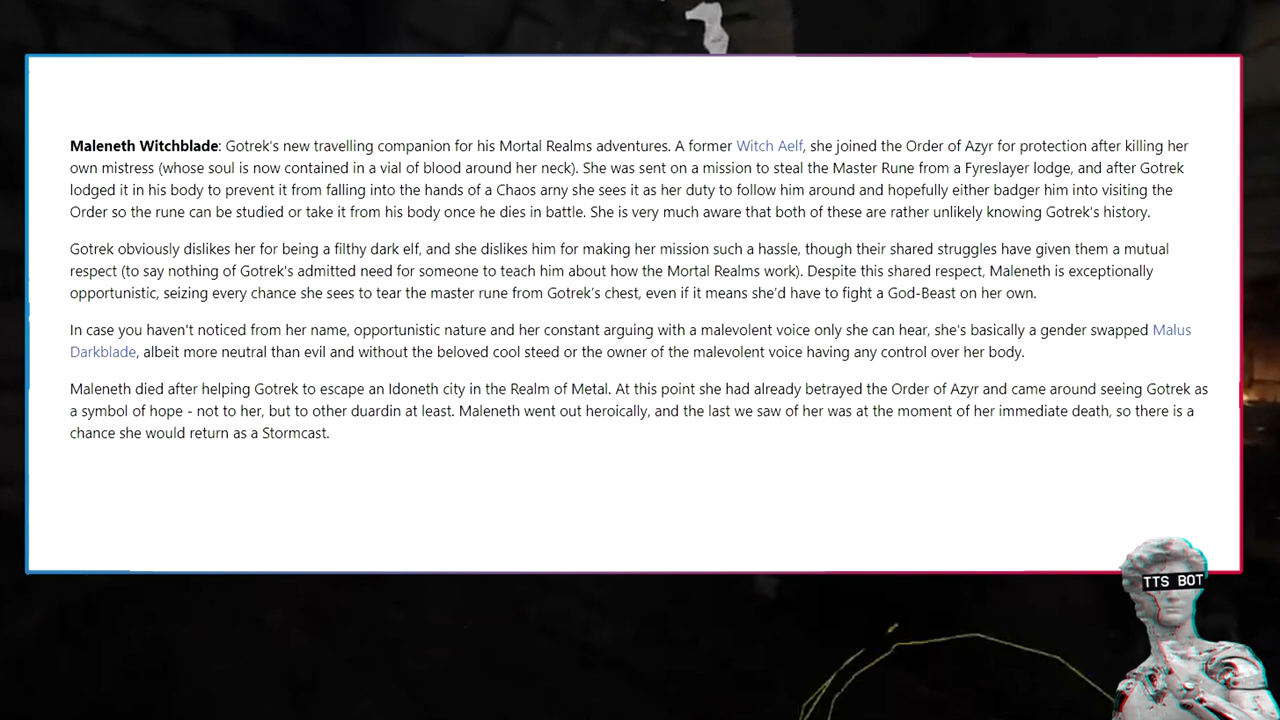 Maleneth Witchblade: Gotrek's new travelling companion for his Mortal Realms adventures. A former Witch Aelf, she joined the Order of Azyr for protection after killing her
own mistress (whose soul is now contained in a vial of blood around her neck). She was sent on a mission to steal the Master Rune from a Fyreslayer lodge, and after Gotrek
lodged it in his body to prevent it from falling into the hands of a Chaos arny she sees it as her duty to follow him around and hopefully either badger him into visiting the
Order so the rune can be studied or take it from his body once he dies in battle. She is very much aware that both of these are rather unlikely knowing Gotrek's history.
Gotrek obviously dislikes her for being a filthy dark elf, and she dislikes him for making her mission such a hassle, though their shared struggles have given them a mutual
respect (to say nothing of Gotrek's admitted need for someone to teach him about how the Mortal Realms work). Despite this shared respect, Maleneth is exceptionally
opportunistic, seizing every chance she sees to tear the master rune from Gotrek's chest, even if it means she'd have to fight a God-Beast on her own.
In case you haven't noticed from her name, opportunistic nature and her constant arguing with a malevolent voice only she can hear, she's basically a gender swapped Malus
Darkblade, albeit more neutral than evil and without the beloved cool steed or the owner of the malevolent voice having any control over her body.
Maleneth died after helping Gotrek to escape an Idoneth city in the Realm of Metal. At this point she had already betrayed the Order of Azyr and came around seeing Gotrek as
a symbol of hope - not to her, but to other duardin at least. Maleneth went out heroically, and the last we saw of her was at the moment of her immediate death, so there is a
chance she would return as a Stormcast.
TTS BOT